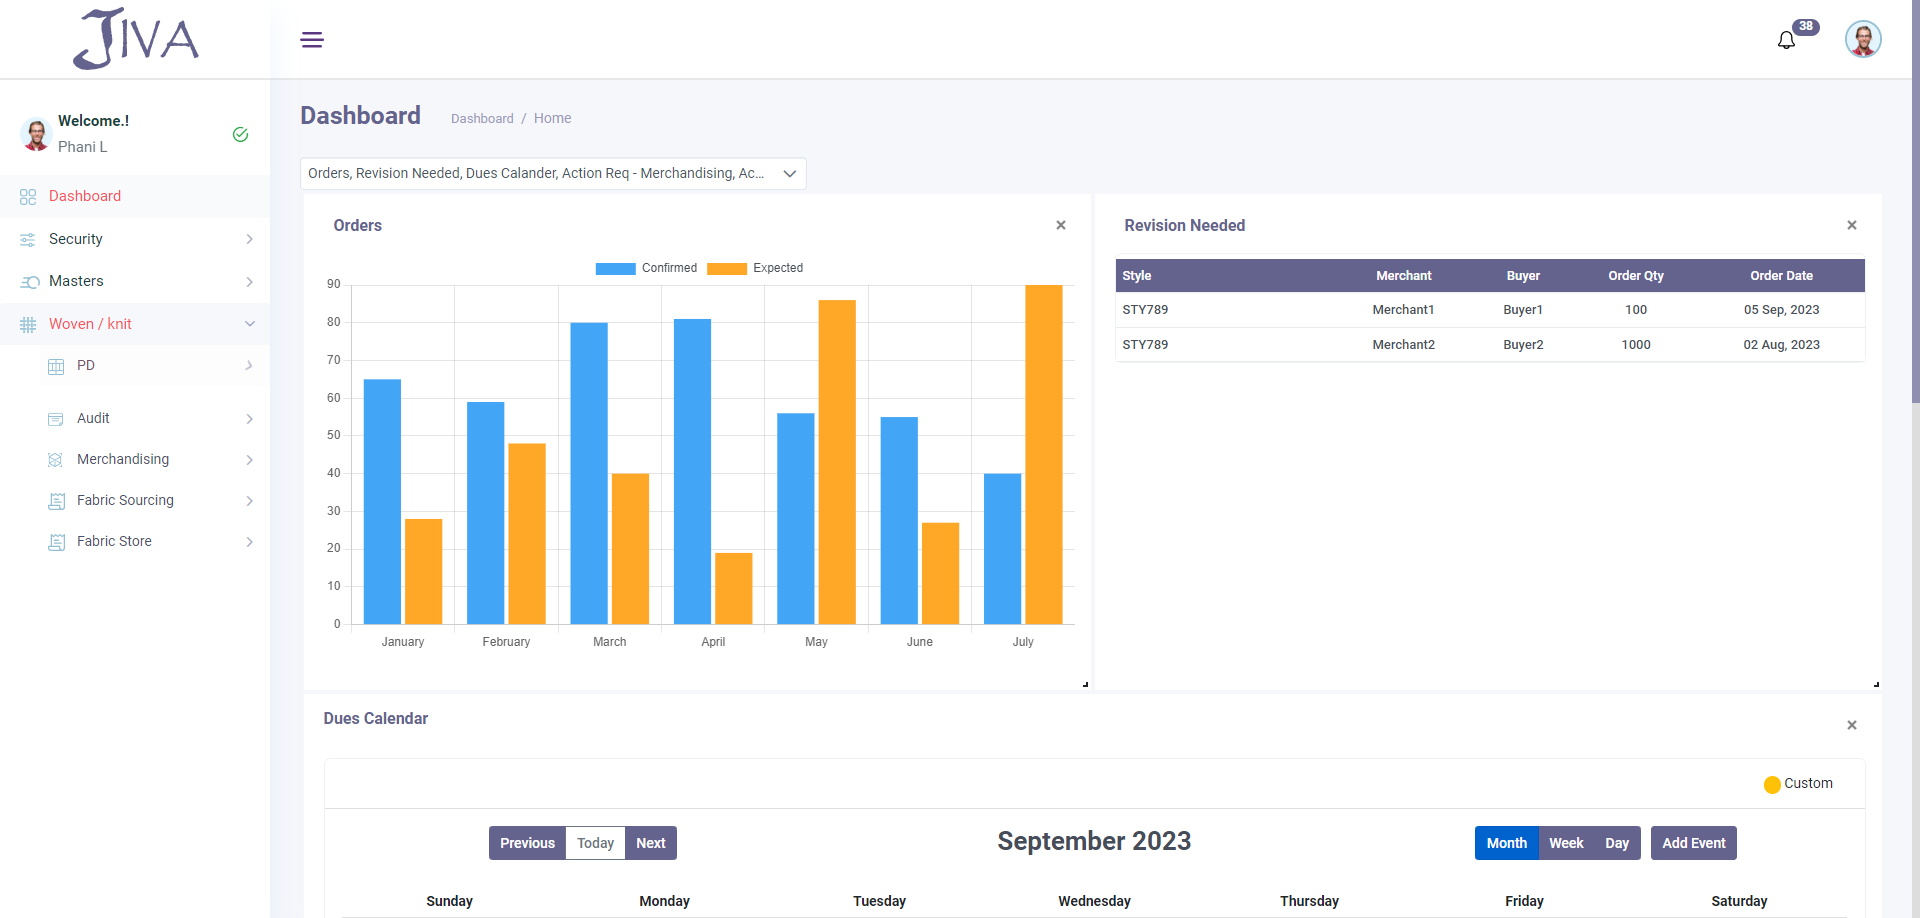 JIVA
38
Welcome.!
Phani L
Dashboard
Security
Masters
Woven / knit
PD
Audit
Merchandising
Fabric Sourcing
Fabric Store
Dashboard
Dashboard / Home
Orders, Revision Needed, Dues Calander, Action Req - Merchandising, Ac...
Orders
Confirmed Expected
90
80
70
60
50
40
30
20
10
0
January February March April May June July
Revision Needed
Style Merchant Buyer Order Qty Order Date
STY789 Merchant1 Buyer1 100 05 Sep, 2023
STY789 Merchant2 Buyer2 1000 02 Aug, 2023
Dues Calendar
Custom
Previous Today Next
September 2023
Month Week Day Add Event
Sunday Monday Tuesday Wednesday Thursday Friday Saturday